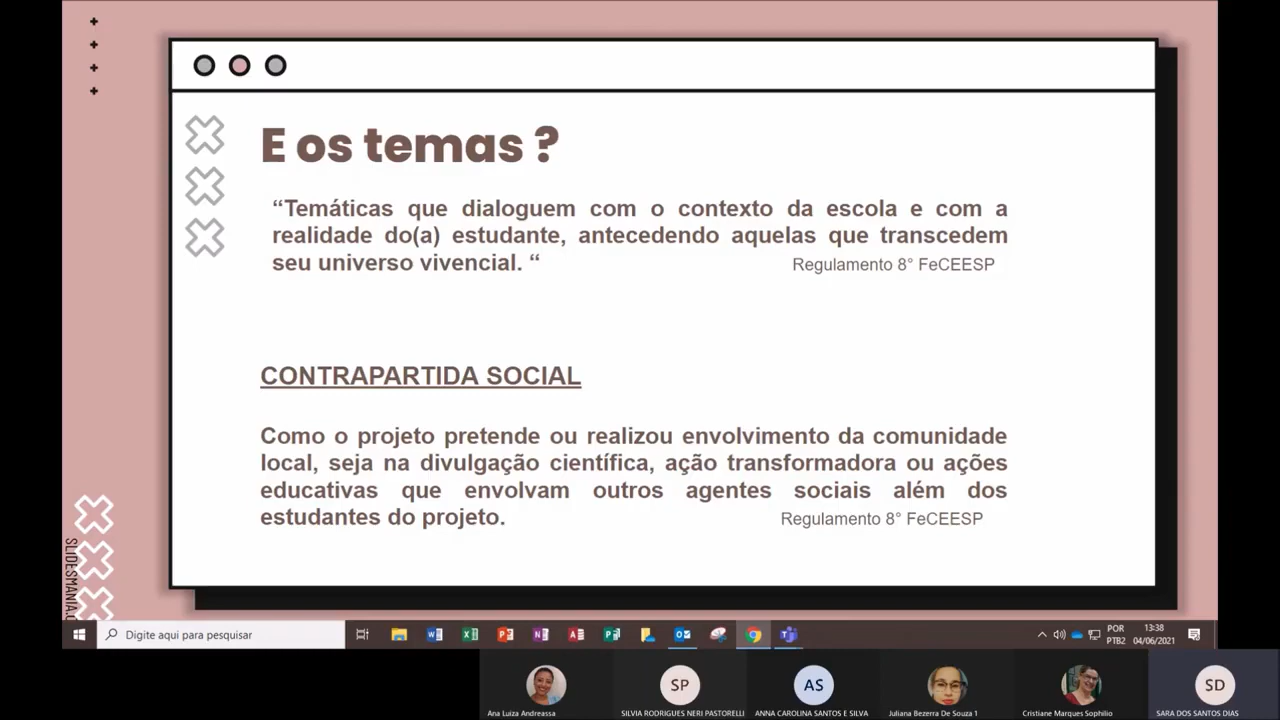 E os temas ?
“Temáticas que dialoguem com o contexto da escola e com a
realidade do(a) estudante, antecedendo aquelas que transcedem
seu universo vivencial. “
Regulamento 8° FeCEESP
CONTRAPARTIDA SOCIAL
Como o projeto pretende ou realizou envolvimento da comunidade
local, seja na divulgação científica, ação transformadora ou ações
educativas que envolvam outros agentes sociais além dos
estudantes do projeto.
Regulamento 8° FeCEESP
SLIDESMANIA.C
Digite aqui para pesquisar
POR
PTB2
13:38
04/06/2021
SP
AS
SD
Ana Luiza Andreassa
SILVIA RODRIGUES NERI PASTORELLI
ANNA CAROLINA SANTOS E SILVA
Juliana Bezerra De Souza 1
Cristiane Marques Sophilio
SARA DOS SANTOS DIAS